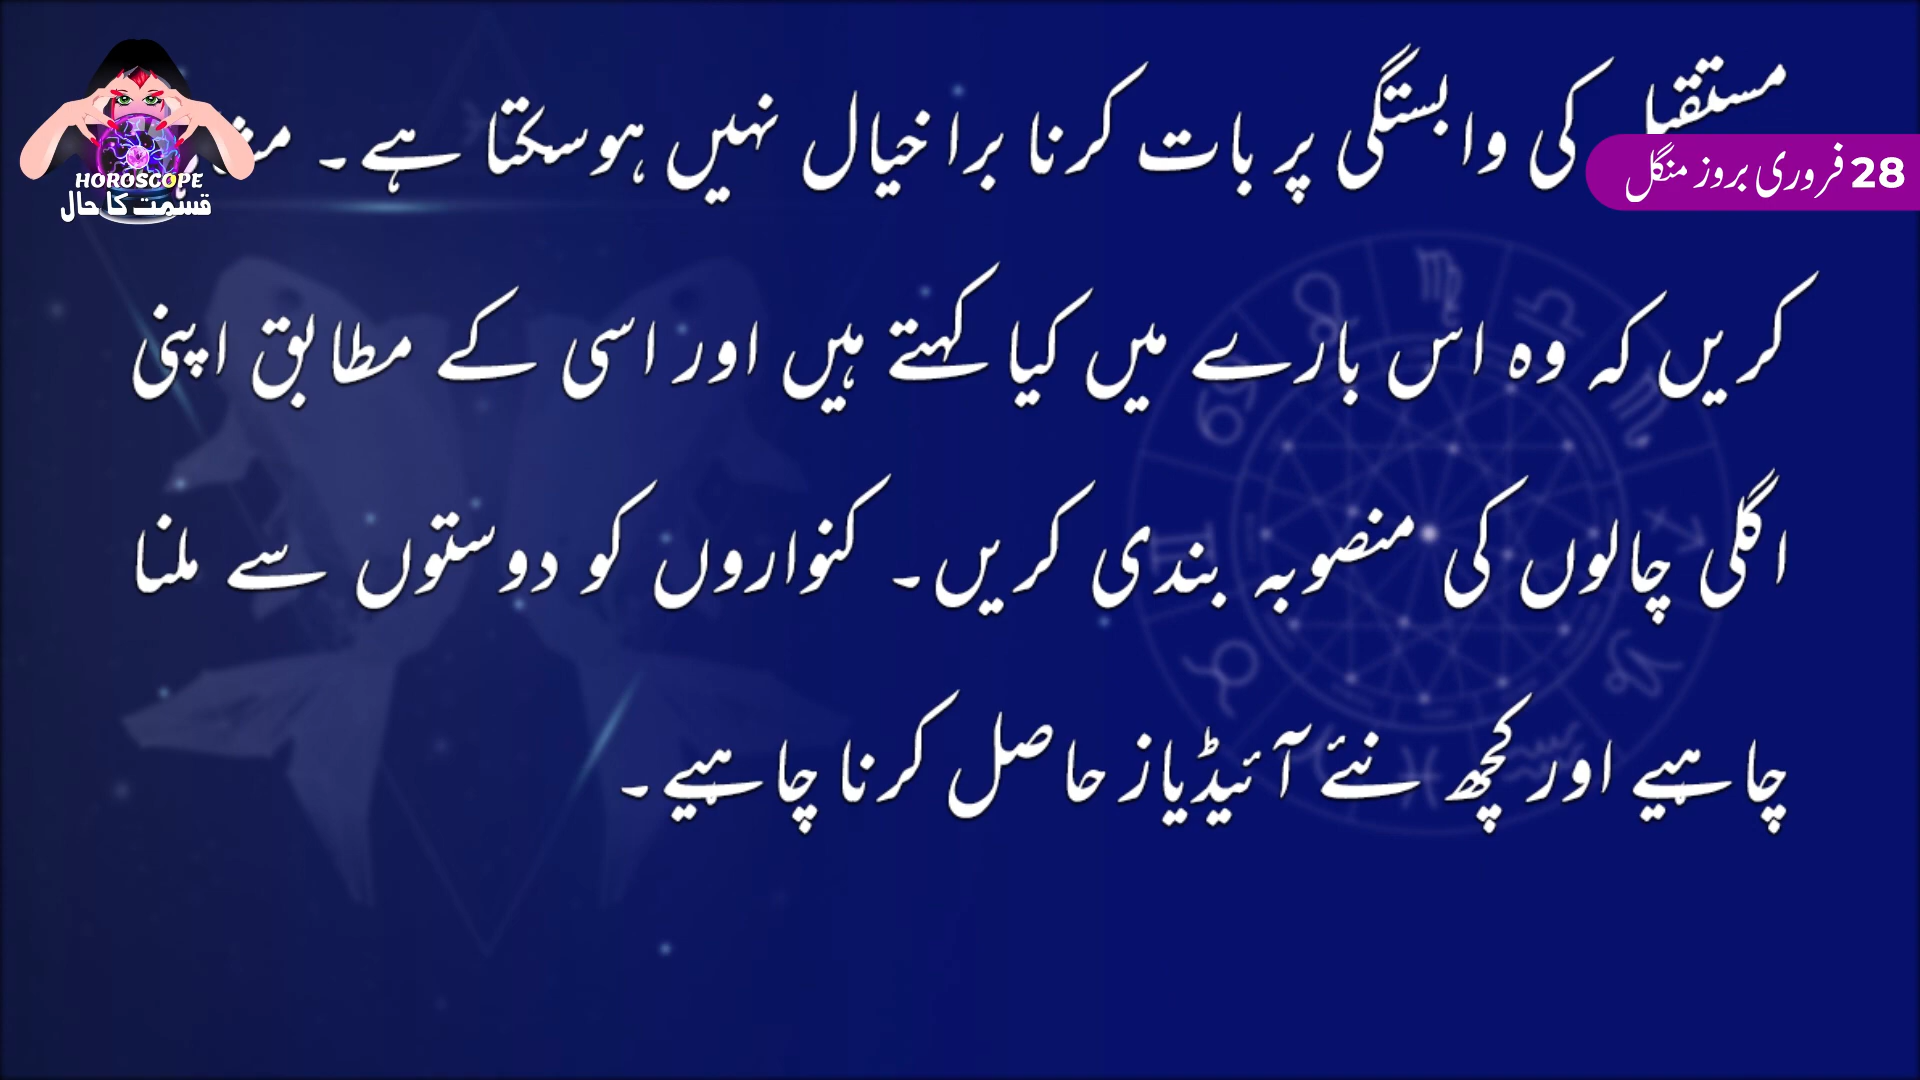 کی وابستگی پر بات کرنا برا خیال نہیں ہوسکتا ہے۔
28 فروری بروز منگل
HOROSCOPE
قسمت کا حال
کریں کہ وہ اس بارے میں کیا کہتے ہیں اور اسی کے مطابق اپنی
اگلی چالوں کی منصوبہ بندی کریں۔ کنواروں کو دوستوں سے ملنا
چاہیے اور کچھ نئے آئیڈیاز حاصل کرنا چاہیے۔